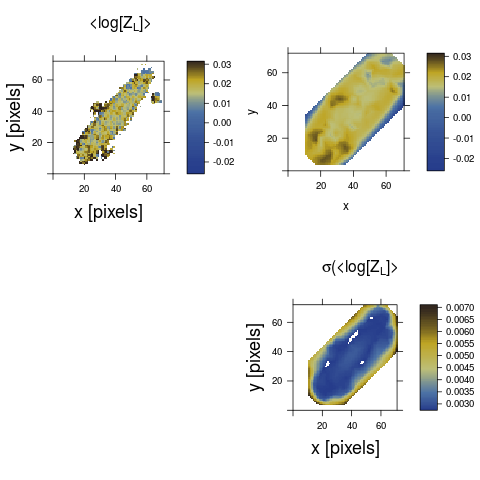 <log[Z_L]>
60
40
20
20 40 60
x [pixels]
y [pixels]
0.03
0.02
0.01
0.00
-0.01
-0.02
60
40
20
20 40 60
x
y
0.03
0.02
0.01
0.00
-0.01
-0.02
σ(<log[Z_L]>
60
40
20
20 40 60
x [pixels]
y [pixels]
0.0070
0.0065
0.0060
0.0055
0.0050
0.0045
0.0040
0.0035
0.0030